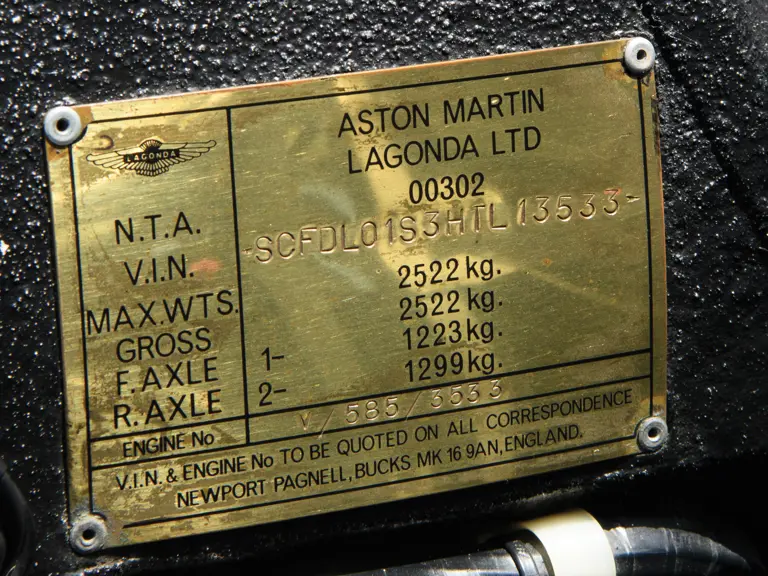 LAGONDA
ASTON MARTIN
LAGONDA LTD
N.T.A. 00302
V.I.N. -SCFDL01S3HTL13533-
MAX.WTS. 2522 kg.
GROSS 2522 kg.
F.AXLE 1- 1223 kg.
R.AXLE 2- 1299 kg.
ENGINE No V/585/3533
V.I.N. & ENGINE No TO BE QUOTED ON ALL CORRESPONDENCE
NEWPORT PAGNELL, BUCKS MK 16 9AN, ENGLAND.